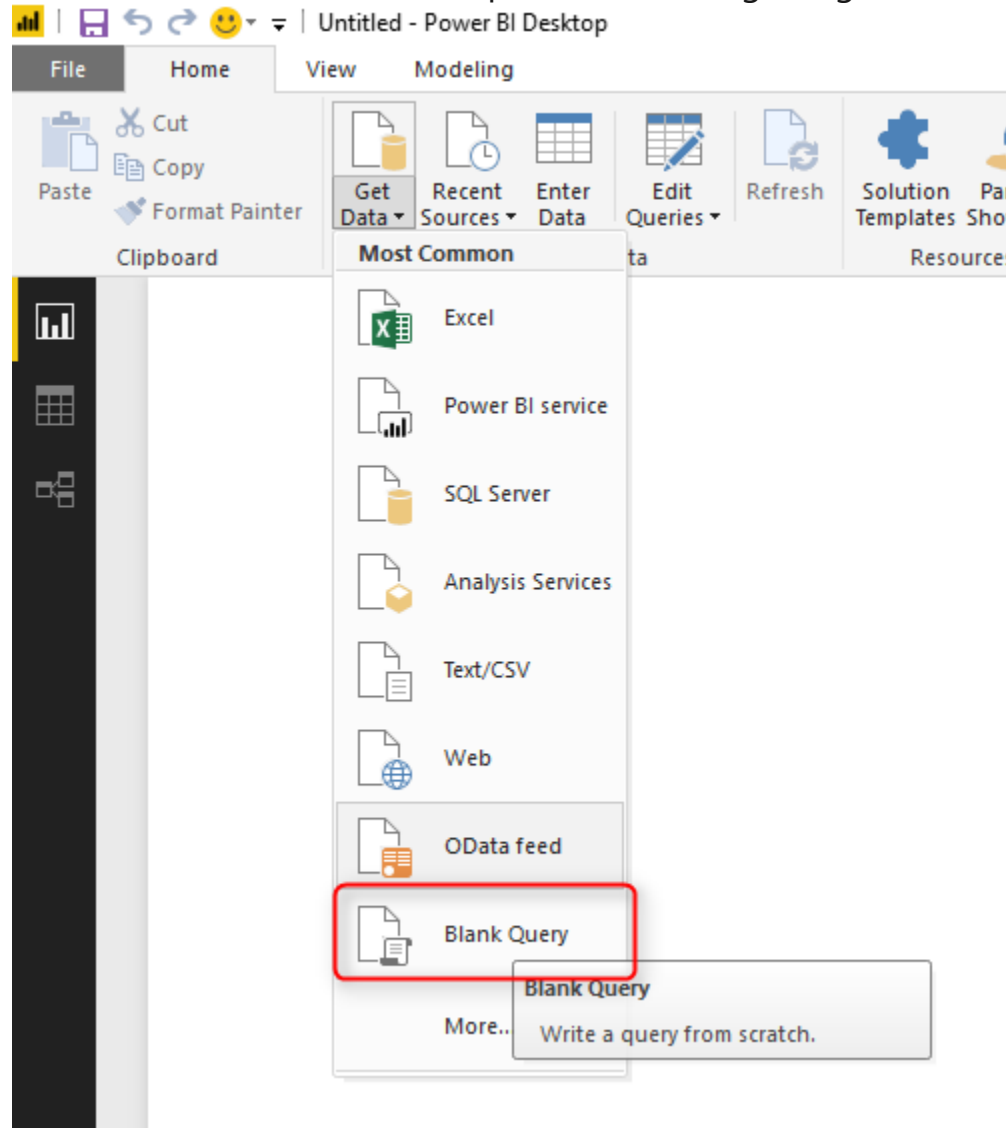 Untitled - Power BI Desktop
File Home View Modeling
Cut
Copy
Format Painter
Paste
Get Data
Recent Sources
Enter Data
Edit Queries
Refresh
Solution Templates
Clipboard
Most Common
Excel
Power BI service
SQL Server
Analysis Services
Text/CSV
Web
OData feed
Blank Query
Blank Query
More..
Write a query from scratch.